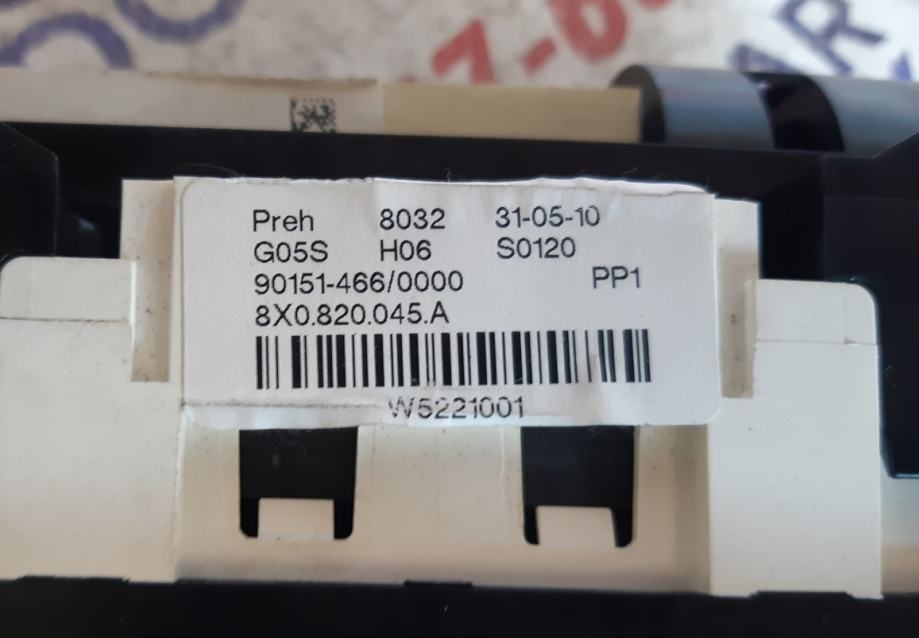 Preh 8032 31-05-10
G05S H06 S0120
90151-466/0000 PP1
8X0.820.045.A
W5221001